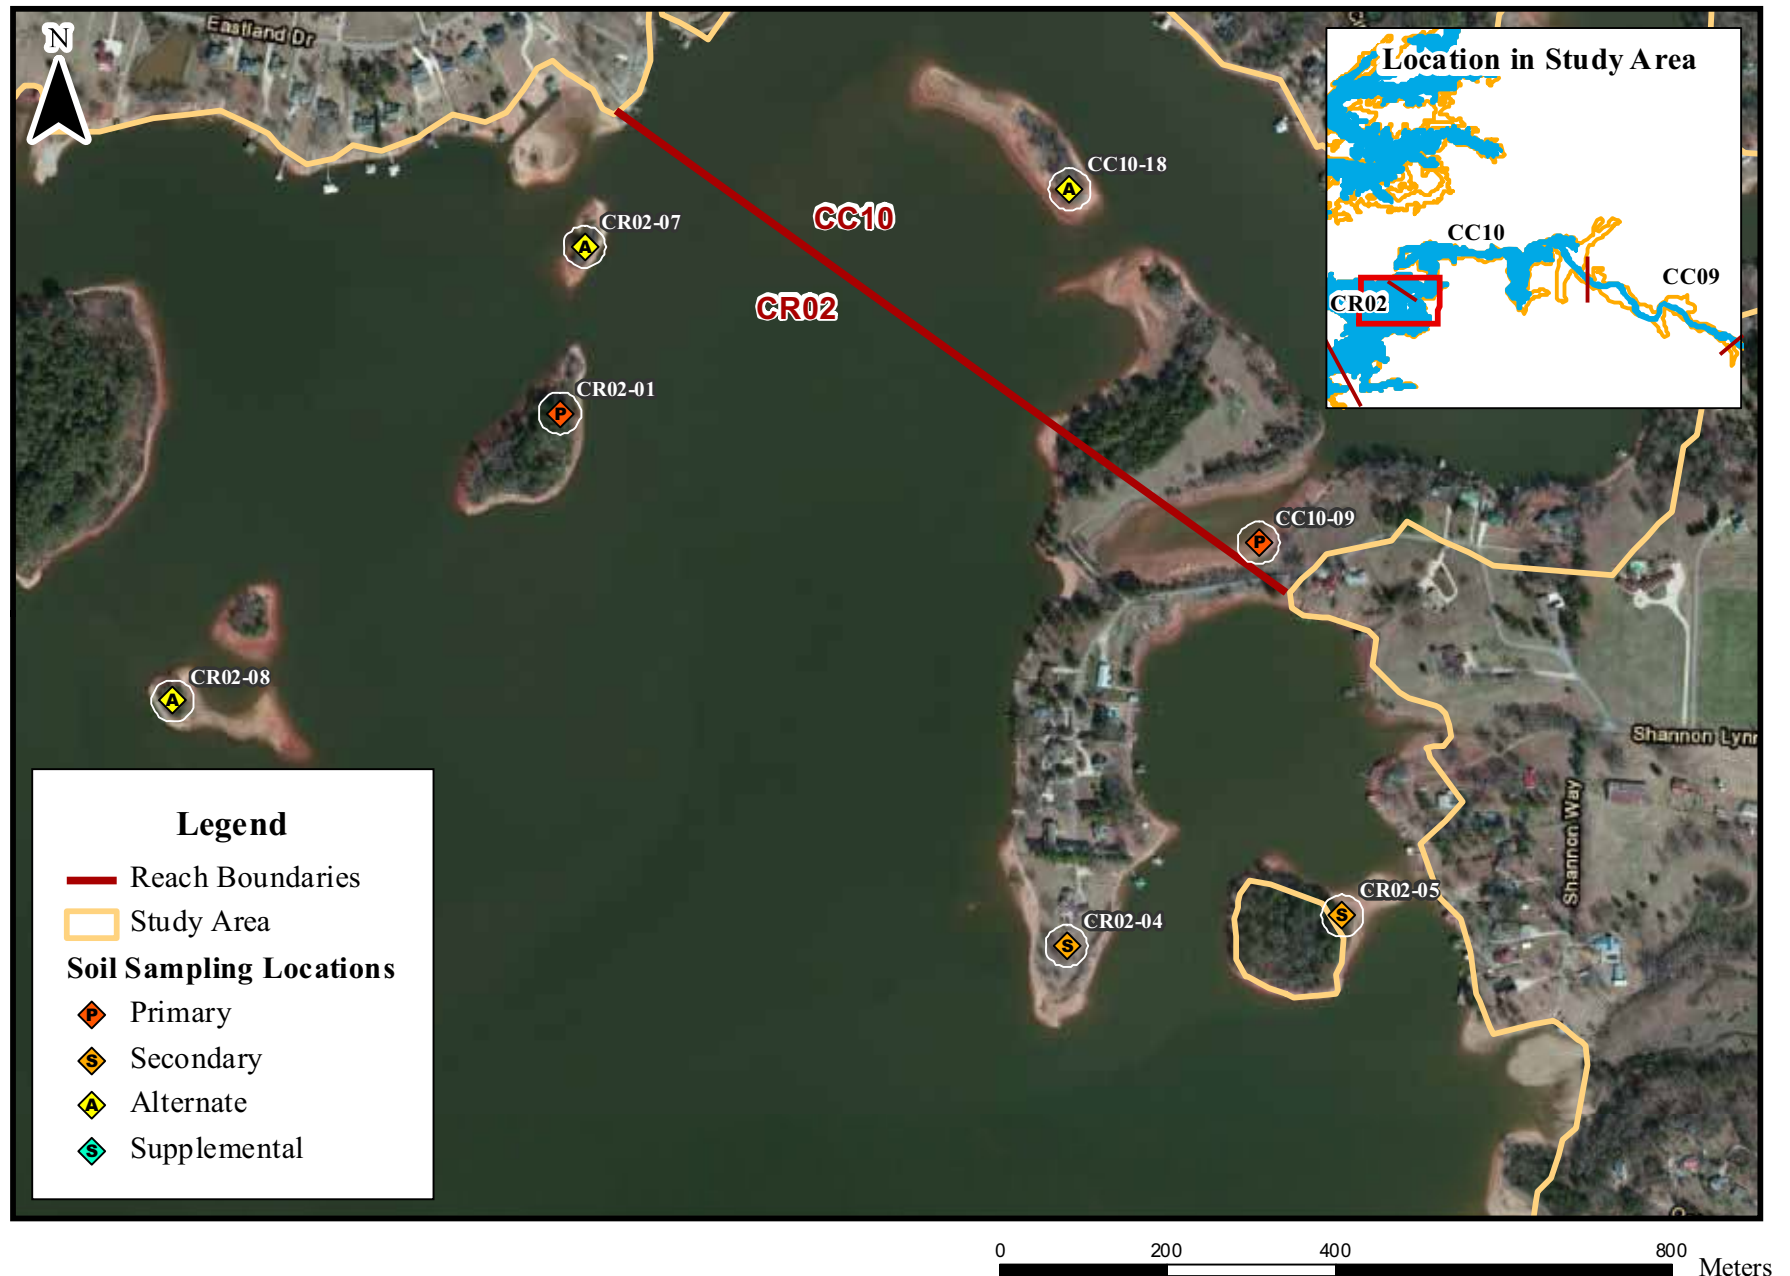 Eastland Dr
N
Location in Study Area
CC10
CC09
CR02
CC10-18
CR02-07
CC10
CR02
CR02-01
CC10-09
CR02-08
Shannon Lynn
Shannon Way
CR02-05
CR02-04
A
A
P
P
A
S
S
Legend
Reach Boundaries
Study Area
Soil Sampling Locations
P Primary
S Secondary
A Alternate
S Supplemental
0 200 400 800
Meters